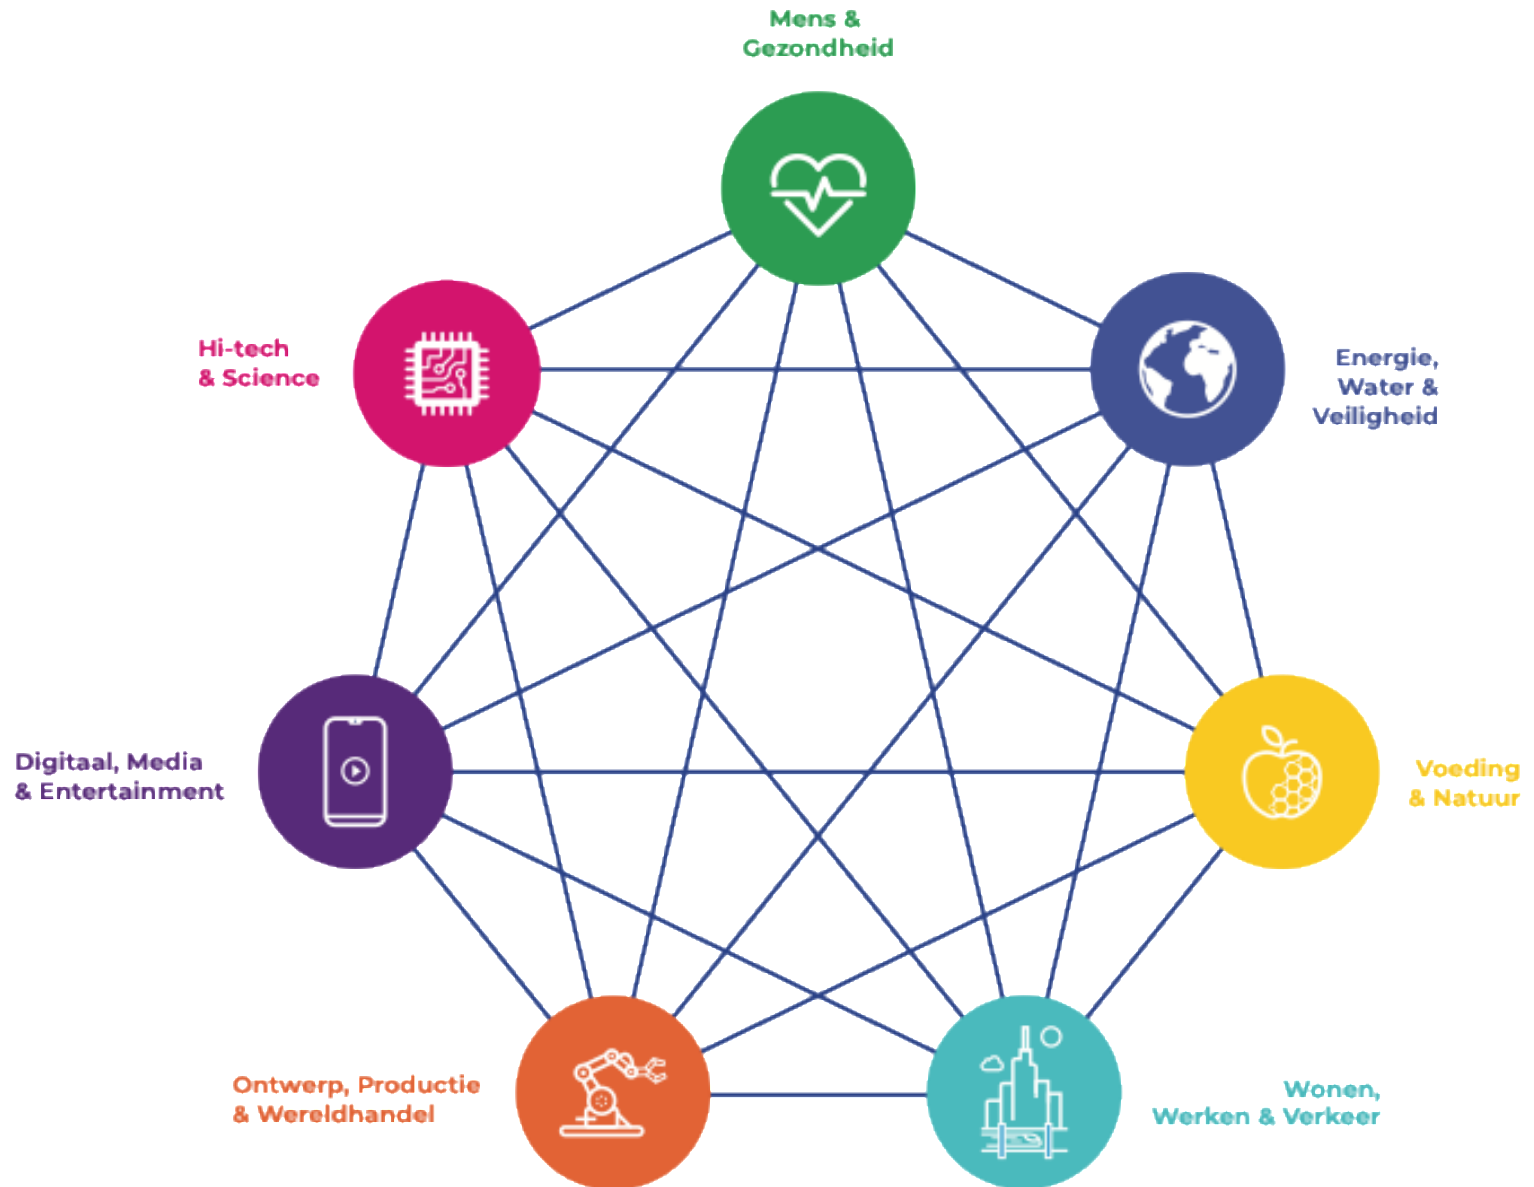 Mens &
Gezondheid
Hi-tech
& Science
Energie,
Water &
Veiligheid
Digitaal, Media
& Entertainment
Voeding
& Natuur
Ontwerp, Productie
& Wereldhandel
Wonen,
Werken & Verkeer